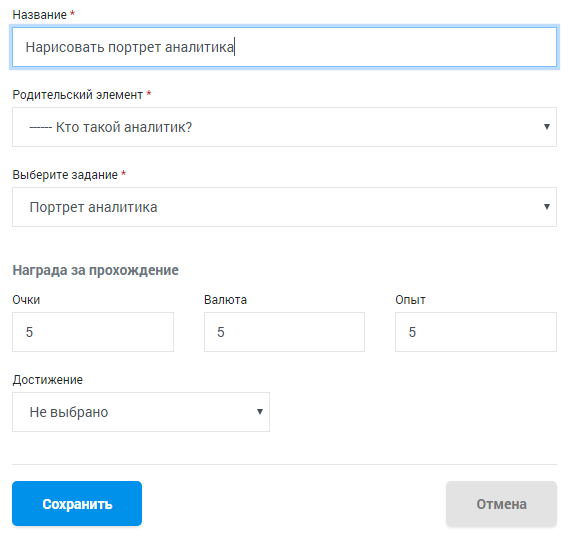 Название *
Нарисовать портрет аналитика
Родительский элемент *
------ Кто такой аналитик?
Выберите задание *
Портрет аналитика
Награда за прохождение
Очки Валюта Опыт
5 5 5
Достижение
Не выбрано
Сохранить Отмена